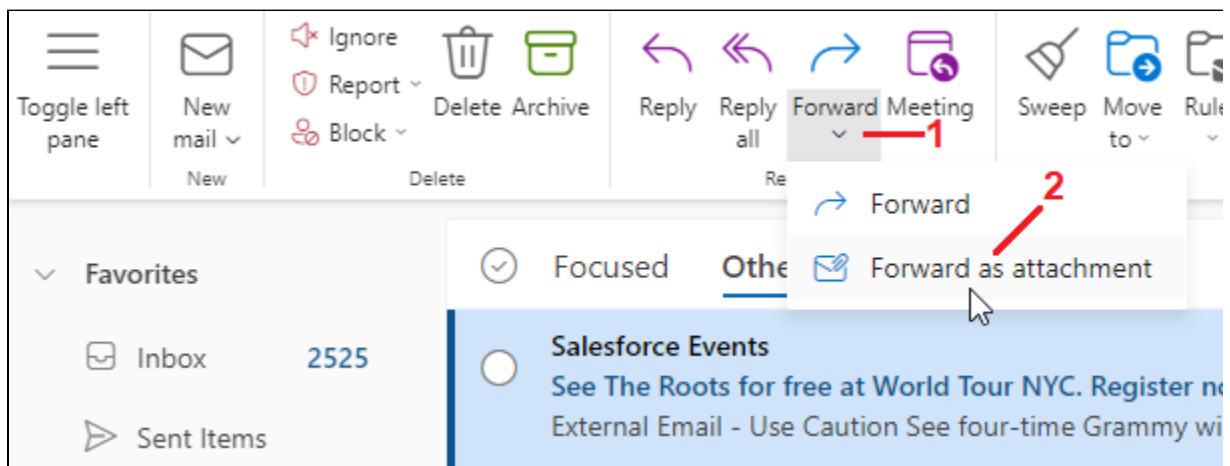 Toggle left
pane
New
mail
New
Ignore
Report
Block
Delete Archive
Delete
Reply
Reply
all
Forward
Meeting
1
Sweep
Move
to
Forward
2
Forward as attachment
Favorites
Inbox 2525
Sent Items
Focused
Salesforce Events
See The Roots for free at World Tour NYC. Register
External Email - Use Caution See four-time Grammy